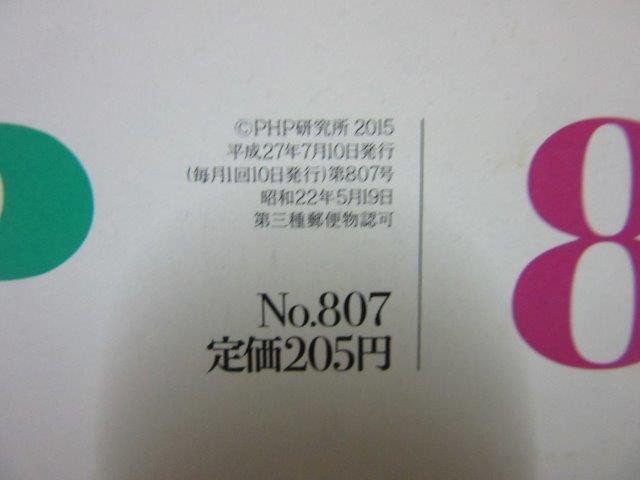 ©PHP研究所 2015
平成27年7月10日発行
(毎月1回10日発行)第807号
昭和22年5月19日
第三種郵便物認可
No.807
定価205円
8